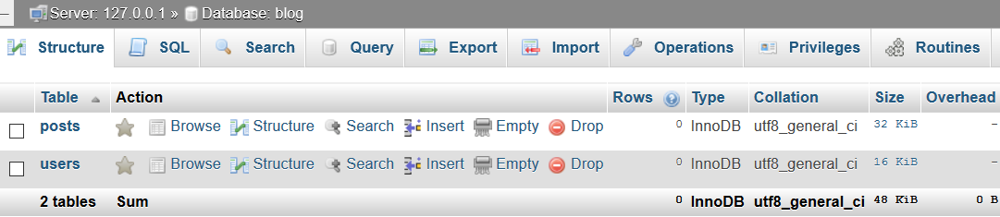 Server: 127.0.0.1 » Database: blog
Structure SQL Search Query Export Import Operations Privileges Routines
Table Action Rows Type Collation Size Overhead
posts Browse Structure Search Insert Empty Drop 0 InnoDB utf8_general_ci 32 KiB -
users Browse Structure Search Insert Empty Drop 0 InnoDB utf8_general_ci 16 KiB -
2 tables Sum 0 InnoDB utf8_general_ci 48 KiB 0 B